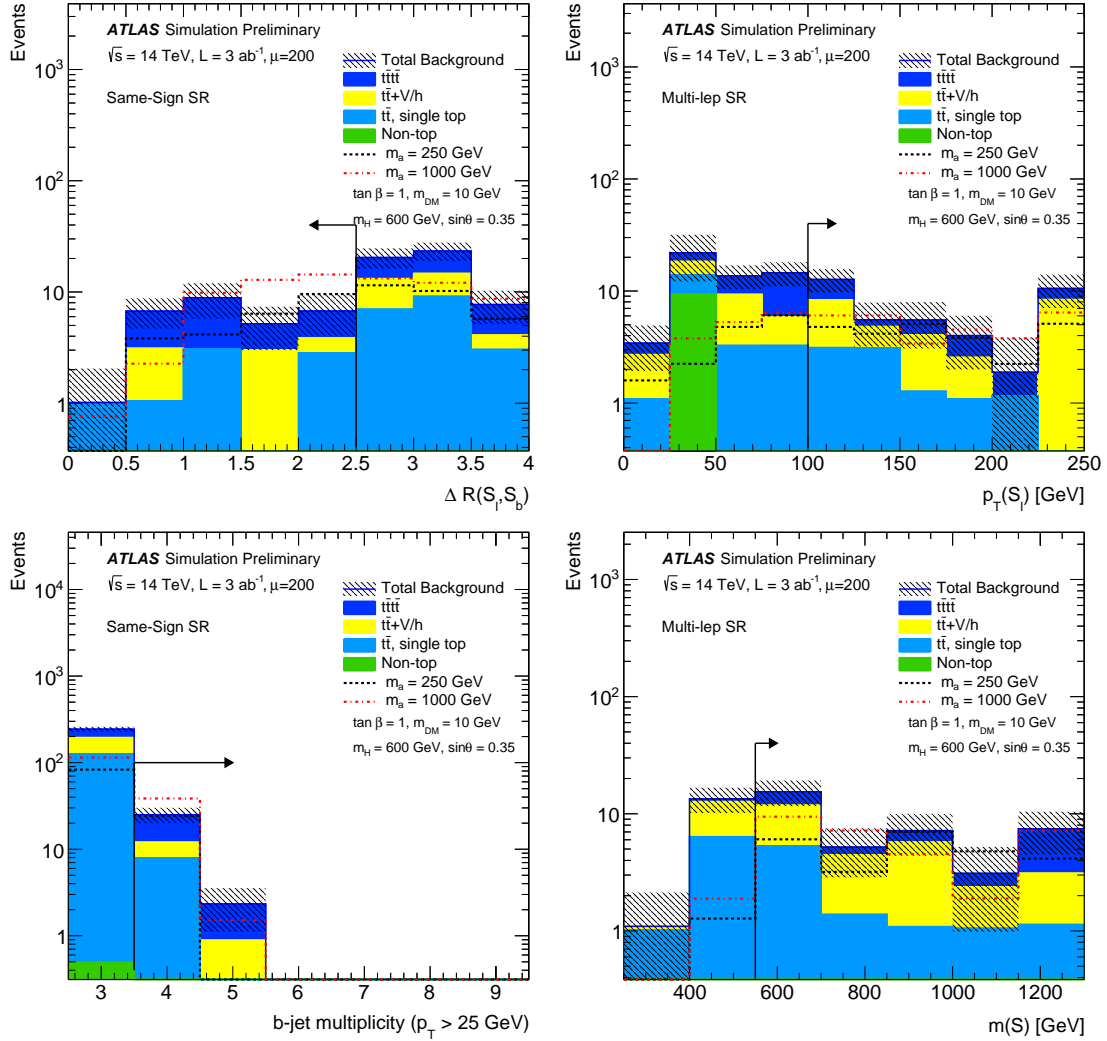 Events
ATLAS Simulation Preliminary
√s = 14 TeV, L = 3 ab⁻¹, μ=200
Same-Sign SR
Total Background
tt̄tt̄
tt̄+V/h
tt̄, single top
Non-top
m_a = 250 GeV
m_a = 1000 GeV
tan β = 1, m_DM = 10 GeV
m_H = 600 GeV, sinθ = 0.35
10³
10²
10
1
0 0.5 1 1.5 2 2.5 3 3.5 4
Δ R(S_l,S_b)
Events
ATLAS Simulation Preliminary
√s = 14 TeV, L = 3 ab⁻¹, μ=200
Multi-lep SR
Total Background
tt̄tt̄
tt̄+V/h
tt̄, single top
Non-top
m_a = 250 GeV
m_a = 1000 GeV
tan β = 1, m_DM = 10 GeV
m_H = 600 GeV, sinθ = 0.35
10³
10²
10
1
0 50 100 150 200 250
p_T(S_l) [GeV]
Events
ATLAS Simulation Preliminary
√s = 14 TeV, L = 3 ab⁻¹, μ=200
Same-Sign SR
Total Background
tt̄tt̄
tt̄+V/h
tt̄, single top
Non-top
m_a = 250 GeV
m_a = 1000 GeV
tan β = 1, m_DM = 10 GeV
m_H = 600 GeV, sinθ = 0.35
10⁴
10³
10²
10
1
3 4 5 6 7 8 9
b-jet multiplicity (p_T > 25 GeV)
Events
ATLAS Simulation Preliminary
√s = 14 TeV, L = 3 ab⁻¹, μ=200
Multi-lep SR
Total Background
tt̄tt̄
tt̄+V/h
tt̄, single top
Non-top
m_a = 250 GeV
m_a = 1000 GeV
tan β = 1, m_DM = 10 GeV
m_H = 600 GeV, sinθ = 0.35
10³
10²
10
1
400 600 800 1000 1200
m(S) [GeV]